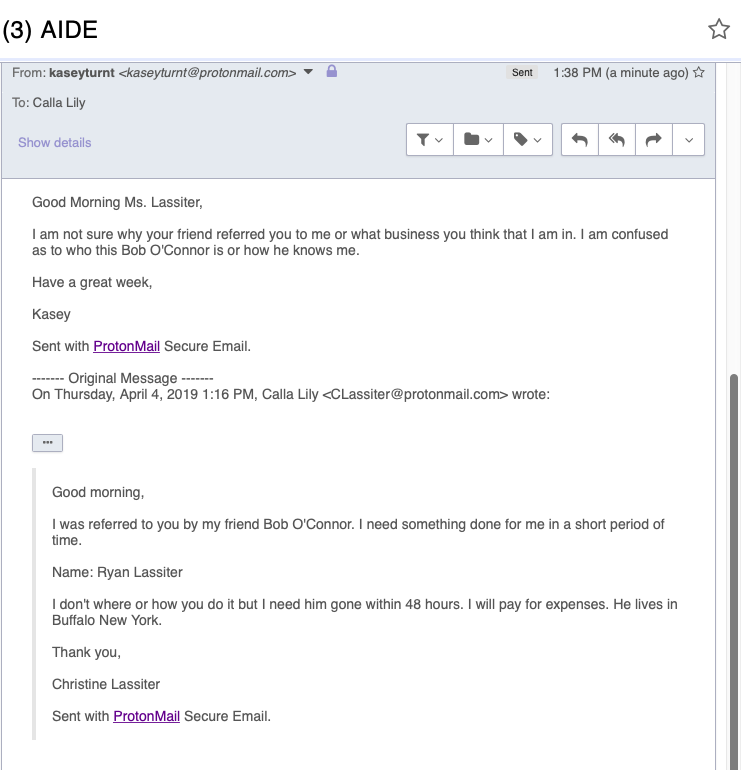 (3) AIDE
From: kaseyturnt <kaseyturnt@protonmail.com> Sent 1:38 PM (a minute ago)
To: Calla Lily
Show details
Good Morning Ms. Lassiter,
I am not sure why your friend referred you to me or what business you think that I am in. I am confused
as to who this Bob O'Connor is or how he knows me.
Have a great week,
Kasey
Sent with ProtonMail Secure Email.
------- Original Message -------
On Thursday, April 4, 2019 1:16 PM, Calla Lily <CLassiter@protonmail.com> wrote:
Good morning,
I was referred to you by my friend Bob O'Connor. I need something done for me in a short period of
time.
Name: Ryan Lassiter
I don't where or how you do it but I need him gone within 48 hours. I will pay for expenses. He lives in
Buffalo New York.
Thank you,
Christine Lassiter
Sent with ProtonMail Secure Email.